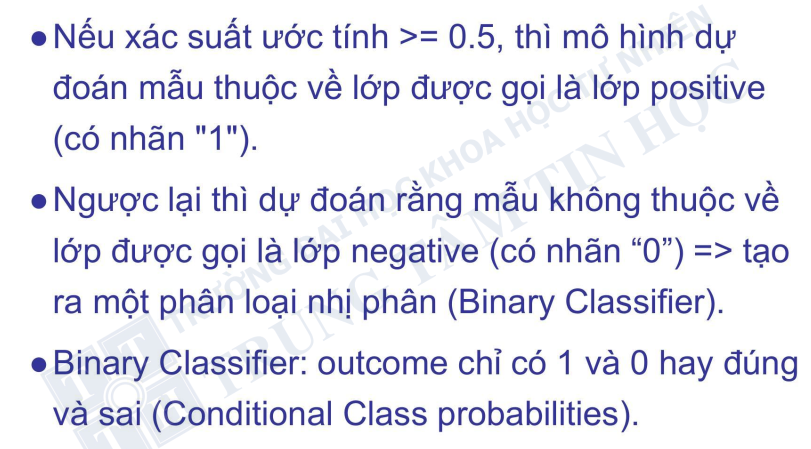 ●Nếu xác suất ước tính >= 0.5, thì mô hình dự
đoán mẫu thuộc về lớp được gọi là lớp positive
(có nhãn "1").
●Ngược lại thì dự đoán rằng mẫu không thuộc về
lớp được gọi là lớp negative (có nhãn “0”) => tạo
ra một phân loại nhị phân (Binary Classifier).
●Binary Classifier: outcome chỉ có 1 và 0 hay đúng
và sai (Conditional Class probabilities).
TRƯỜNG ĐẠI HỌC KHOA HỌC TỰ NHIÊN
TRUNG TÂM TIN HỌC